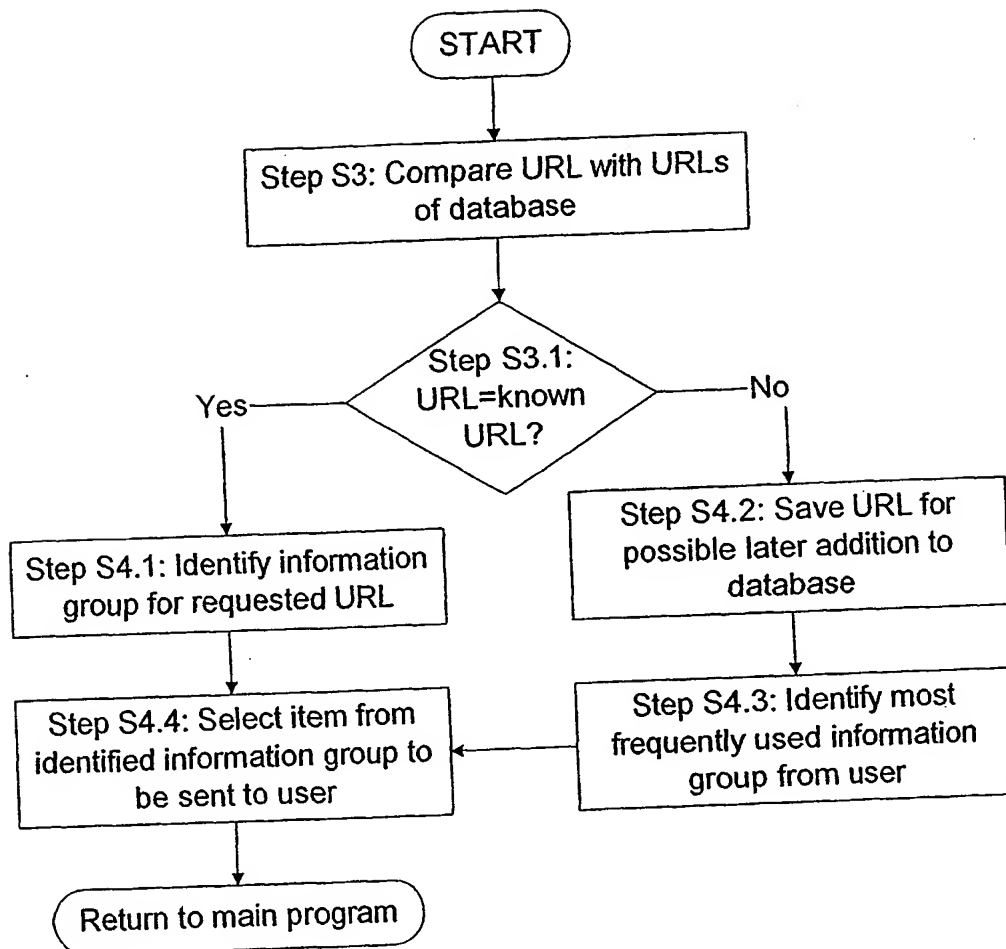 START
Step S3: Compare URL with URLs
of database
Step S3.1:
URL=known
URL?
Yes
No
Step S4.1: Identify information
group for requested URL
Step S4.2: Save URL for
possible later addition to
database
Step S4.4: Select item from
identified information group to
be sent to user
Step S4.3: Identify most
frequently used information
group from user
Return to main program